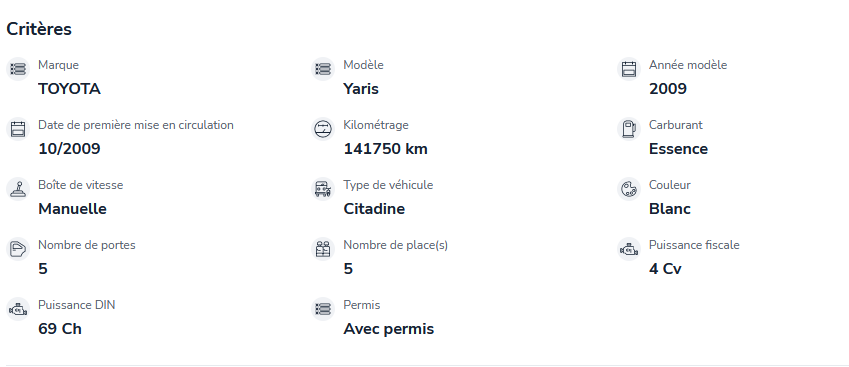 Critères
Marque
TOYOTA
Modèle
Yaris
Année modèle
2009
Date de première mise en circulation
10/2009
Kilométrage
141750 km
Carburant
Essence
Boîte de vitesse
Manuelle
Type de véhicule
Citadine
Couleur
Blanc
Nombre de portes
5
Nombre de place(s)
5
Puissance fiscale
4 Cv
Puissance DIN
69 Ch
Permis
Avec permis